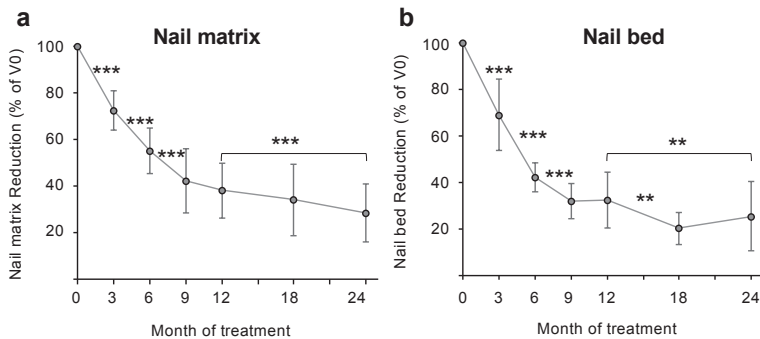 a
Nail matrix
Nail matrix Reduction (% of V0)
100
80
60
40
20
***
***
***
***
0 3 6 9 12 18 24
Month of treatment
b
Nail bed
Nail bed Reduction (% of V0)
100
80
60
40
20
***
***
***
**
**
0 3 6 9 12 18 24
Month of treatment